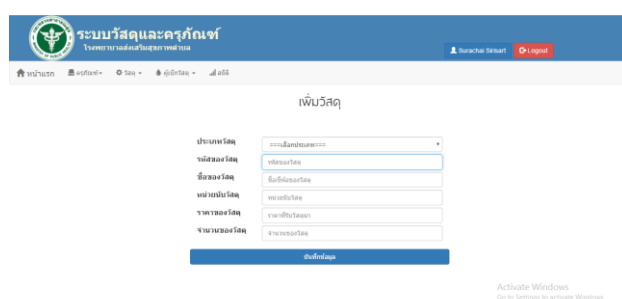 ระบบวัสดุและครุภัณฑ์
โรงพยาบาลส่งเสริมสุขภาพตำบล
Surachai Sirisart Logout
หน้าแรก ครุภัณฑ์ วัสดุ ผู้เบิกวัสดุ สถิติ
เพิ่มวัสดุ
ประเภทวัสดุ ===เลือกประเภท===
รหัสของวัสดุ รหัสของวัสดุ
ชื่อของวัสดุ ชื่อยี่ห้อของวัสดุ
หน่วยนับวัสดุ หน่วยนับวัสดุ
ราคาของวัสดุ ราคาที่รับวัสดุมา
จำนวนของวัสดุ จำนวนของวัสดุ
บันทึกข้อมูล
Activate Windows
Go to Settings to activate Windows.